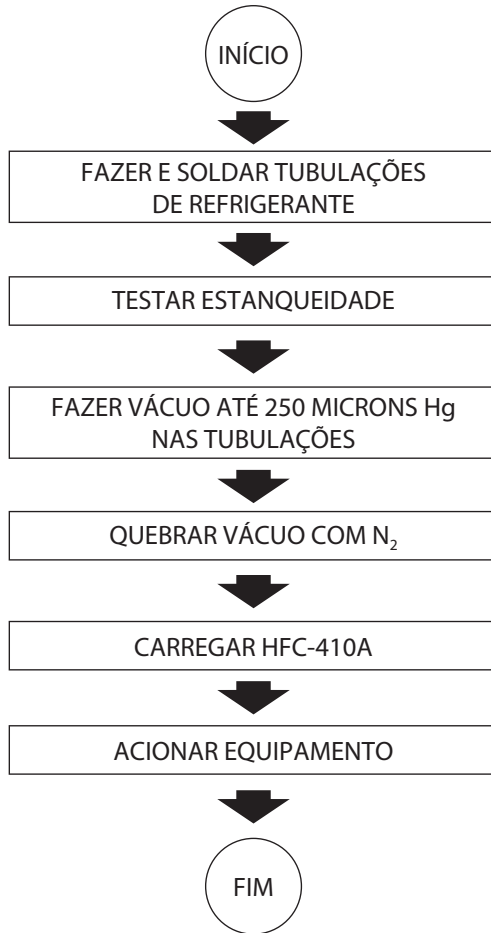 INÍCIO
FAZER E SOLDAR TUBULAÇÕES
DE REFRIGERANTE
TESTAR ESTANQUEIDADE
FAZER VÁCUO ATÉ 250 MICRONS Hg
NAS TUBULAÇÕES
QUEBRAR VÁCUO COM N₂
CARREGAR HFC-410A
ACIONAR EQUIPAMENTO
FIM